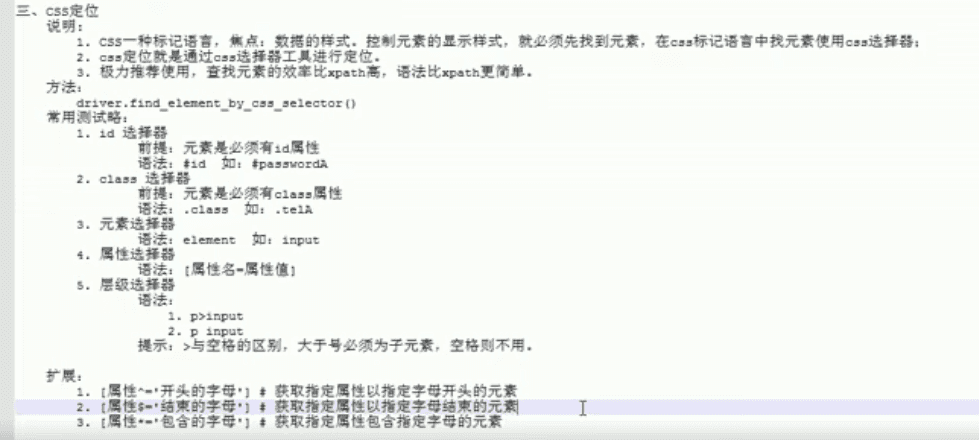 三、CSS定位
说明：
1. CSS一种标记语言，焦点：数据的样式。控制元素的显示样式，就必须先找到元素，在css标记语言中找元素使用css选择器；
2. css定位就是通过css选择器工具进行定位。
3. 极力推荐使用，查找元素的效率比xpath高，语法比xpath更简单。
方法：
driver.find_element_by_css_selector()
常用测试略：
1. id 选择器
前提：元素是必须有id属性
语法：#id 如：#passwordA
2. class 选择器
前提：元素是必须有class属性
语法：.class 如：.telA
3. 元素选择器
语法：element 如：input
4. 属性选择器
语法：[属性名=属性值]
5. 层级选择器
语法：
1. p>input
2. p input
提示：>与空格的区别，大于号必须为子元素，空格则不用。
扩展：
1. [属性^='开头的字母'] # 获取指定属性以指定字母开头的元素
2. [属性$='结束的字母'] # 获取指定属性以指定字母结束的元素
3. [属性*='包含的字母'] # 获取指定属性包含指定字母的元素